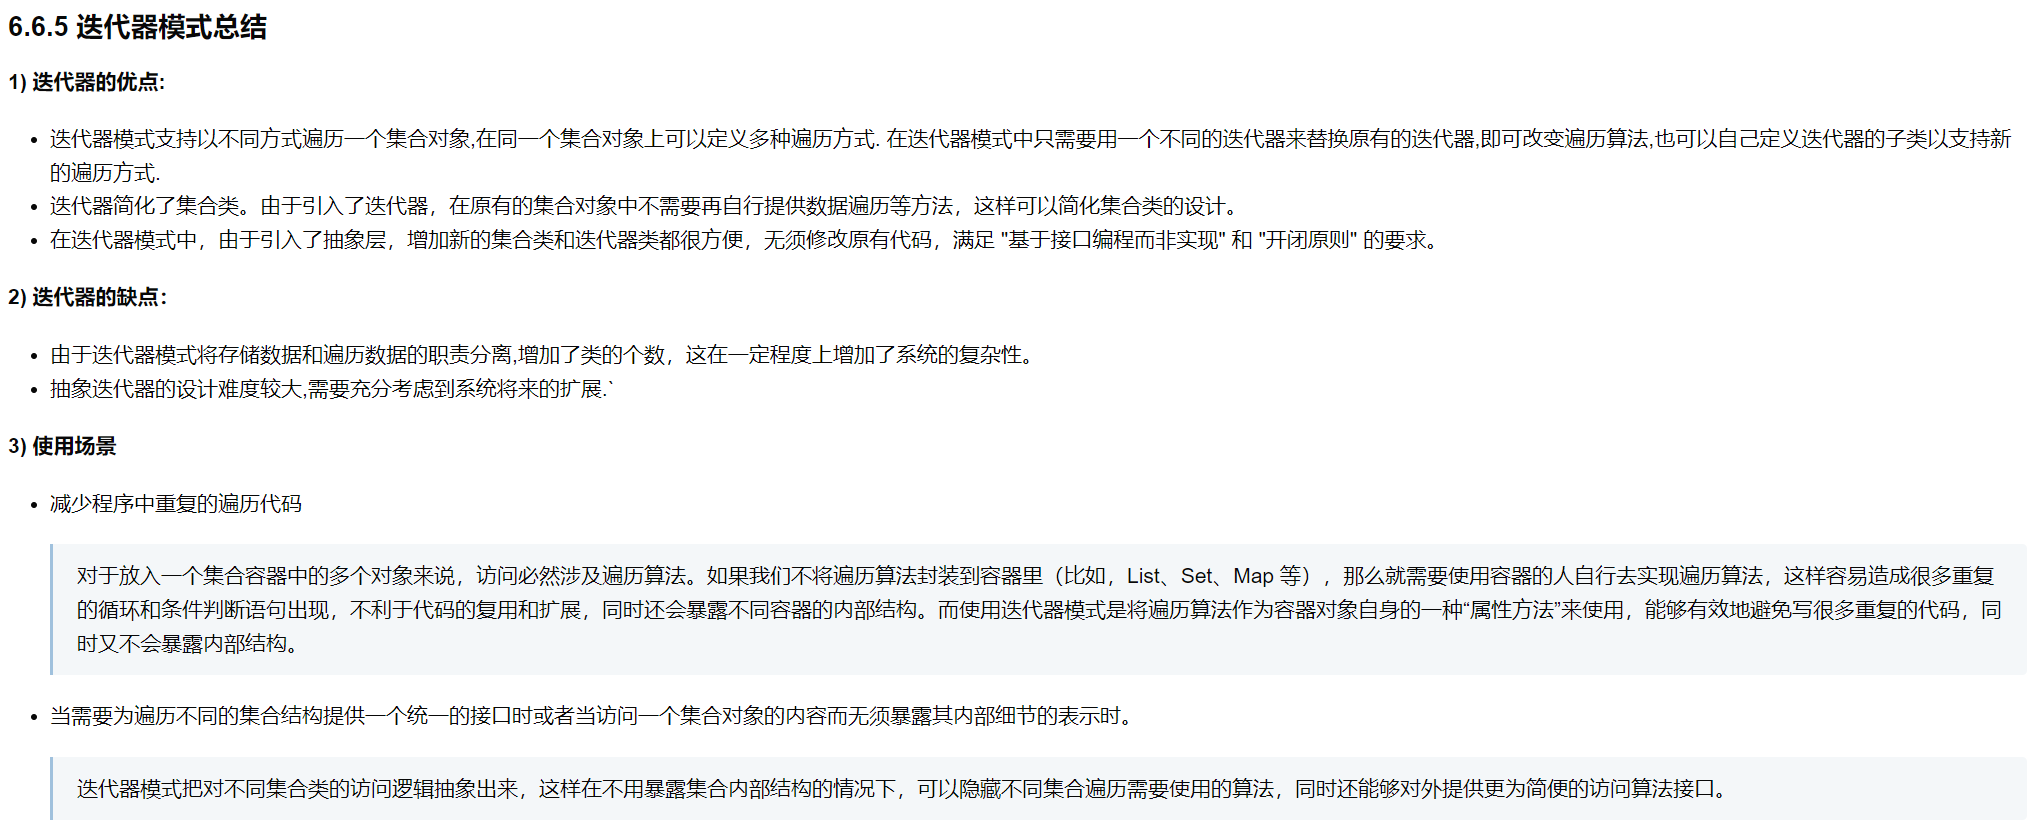 6.6.5 迭代器模式总结
1) 迭代器的优点:
• 迭代器模式支持以不同方式遍历一个集合对象,在同一个集合对象上可以定义多种遍历方式. 在迭代器模式中只需要用一个不同的迭代器来替换原有的迭代器,即可改变遍历算法,也可以自己定义迭代器的子类以支持新
的遍历方式.
• 迭代器简化了集合类。由于引入了迭代器，在原有的集合对象中不需要再自行提供数据遍历等方法，这样可以简化集合类的设计。
• 在迭代器模式中，由于引入了抽象层，增加新的集合类和迭代器类都很方便，无须修改原有代码，满足 "基于接口编程而非实现" 和 "开闭原则" 的要求。
2) 迭代器的缺点：
• 由于迭代器模式将存储数据和遍历数据的职责分离,增加了类的个数，这在一定程度上增加了系统的复杂性。
• 抽象迭代器的设计难度较大,需要充分考虑到系统将来的扩展.`
3) 使用场景
• 减少程序中重复的遍历代码
对于放入一个集合容器中的多个对象来说，访问必然涉及遍历算法。如果我们不将遍历算法封装到容器里（比如，List、Set、Map 等），那么就需要使用容器的人自行去实现遍历算法，这样容易造成很多重复
的循环和条件判断语句出现，不利于代码的复用和扩展，同时还会暴露不同容器的内部结构。而使用迭代器模式是将遍历算法作为容器对象自身的一种“属性方法”来使用，能够有效地避免写很多重复的代码，同
时又不会暴露内部结构。
• 当需要为遍历不同的集合结构提供一个统一的接口时或者当访问一个集合对象的内容而无须暴露其内部细节的表示时。
迭代器模式把对不同集合类的访问逻辑抽象出来，这样在不用暴露集合内部结构的情况下，可以隐藏不同集合遍历需要使用的算法，同时还能够对外提供更为简便的访问算法接口。